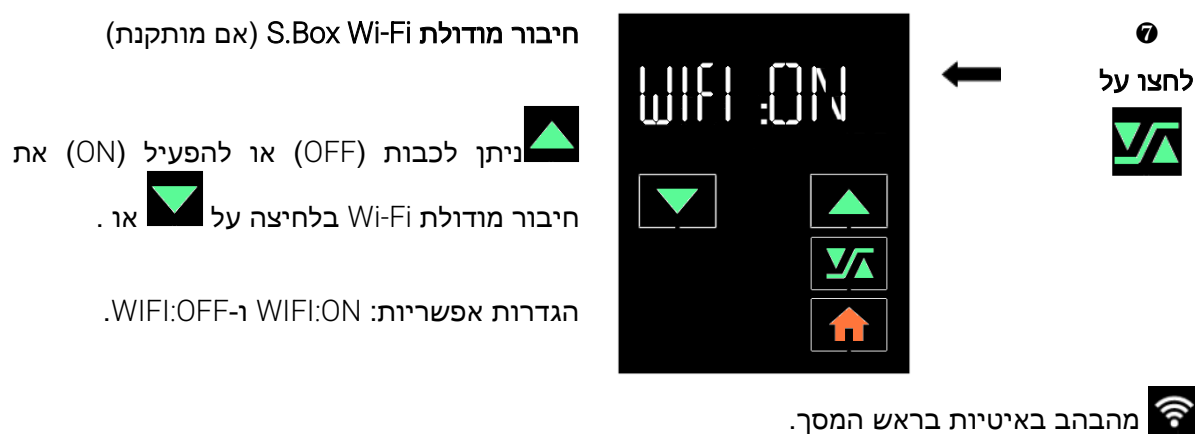 ❼
לחצו על
WIFI :ON
חיבור מודולת S.Box Wi-Fi (אם מותקנת)
ניתן לכבות (OFF) או להפעיל (ON) את
חיבור מודולת Wi-Fi בלחיצה על או .
הגדרות אפשריות: WIFI:ON ו-WIFI:OFF.
מהבהב באיטיות בראש המסך.